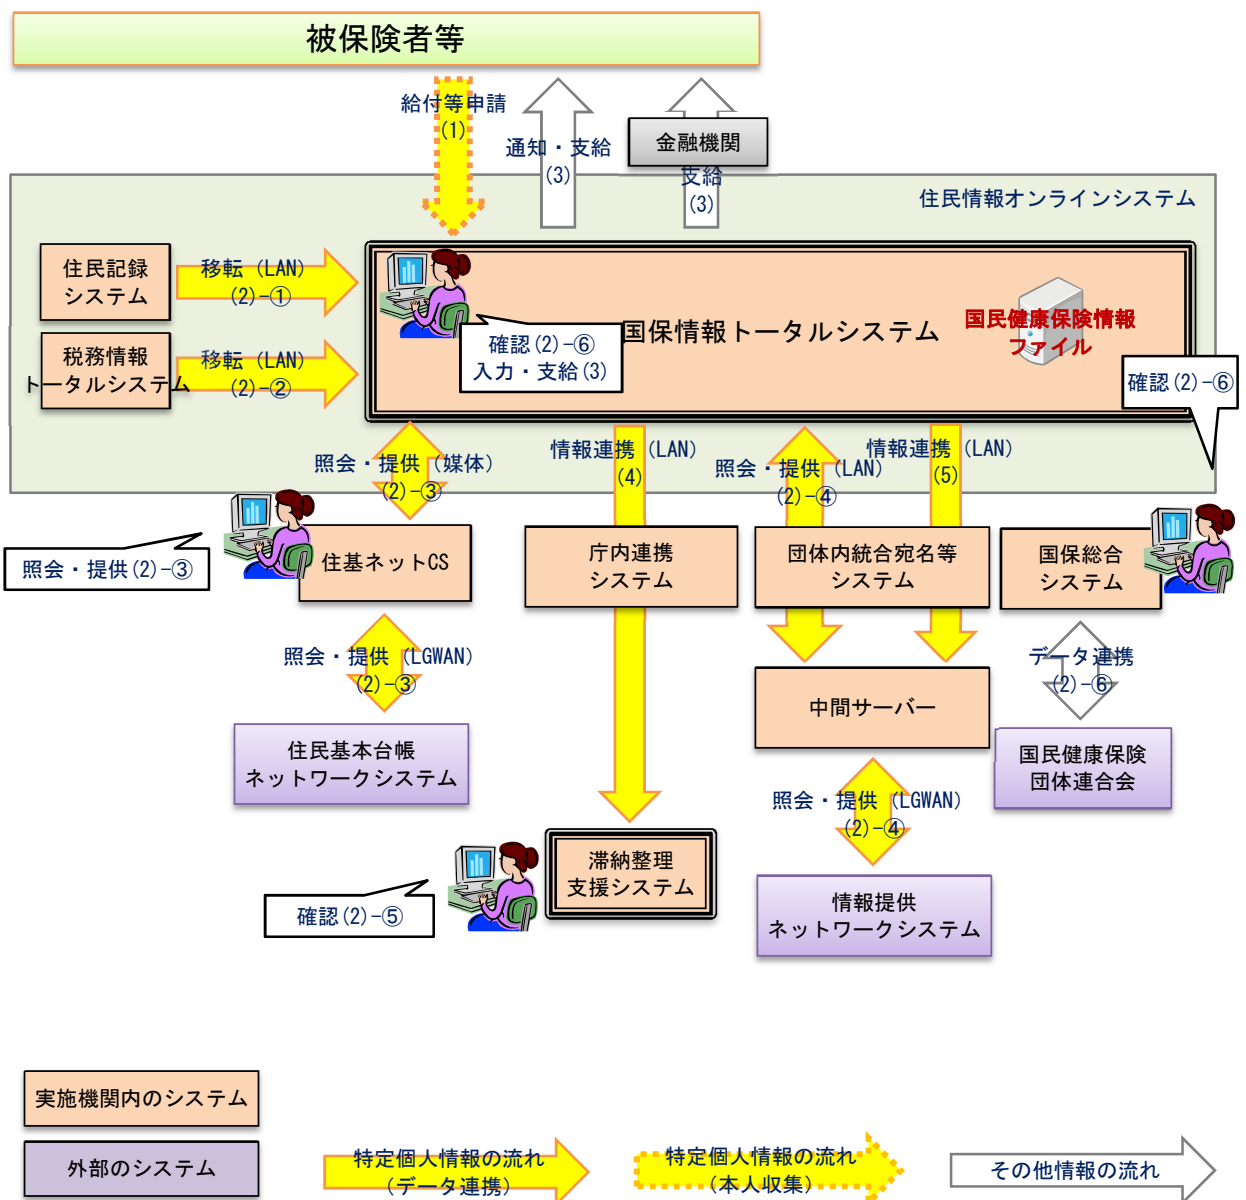 被保険者等
給付等申請
(1)
通知・支給
(3)
金融機関
支給
(3)
住民情報オンラインシステム
住民記録
システム
移転（LAN）
(2)-①
税務情報
トータルシステム
移転（LAN）
(2)-②
確認(2)-⑥
入力・支給(3)
国保情報トータルシステム
国民健康保険情報
ファイル
確認(2)-⑥
照会・提供（媒体）
(2)-③
情報連携（LAN）
(4)
照会・提供（LAN）
(2)-④
情報連携（LAN）
(5)
照会・提供(2)-③
住基ネットCS
庁内連携
システム
団体内統合宛名等
システム
国保総合
システム
照会・提供（LGWAN）
(2)-③
データ連携
(2)-⑥
中間サーバー
住民基本台帳
ネットワークシステム
国民健康保険
団体連合会
照会・提供（LGWAN）
(2)-④
確認(2)-⑤
滞納整理
支援システム
情報提供
ネットワークシステム
実施機関内のシステム
外部のシステム
特定個人情報の流れ
（データ連携）
特定個人情報の流れ
（本人収集）
その他情報の流れ